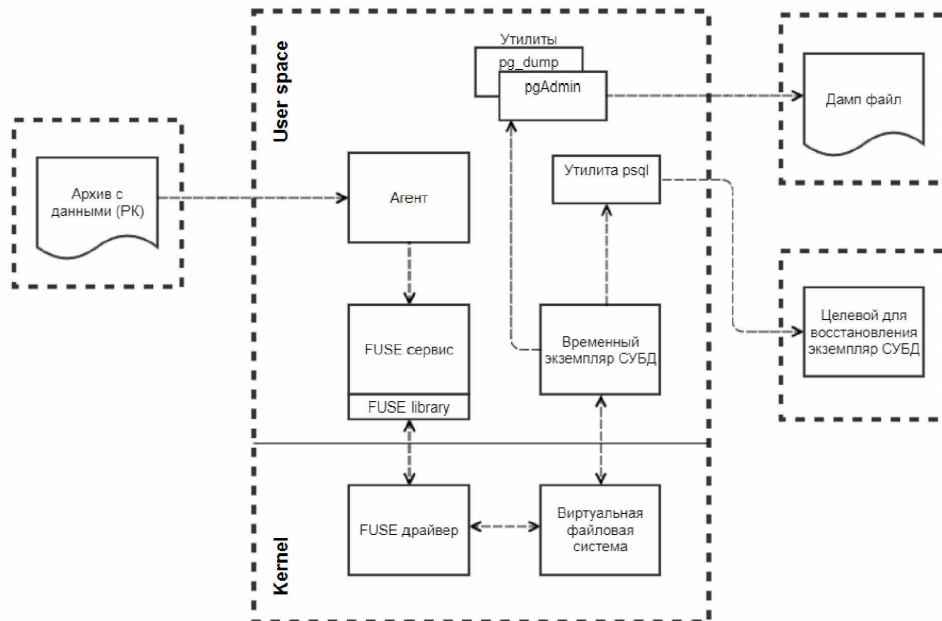 User space
Утилиты
pg_dump
pgAdmin
Дамп файл
Архив с
данными (РК)
Агент
Утилита psql
FUSE сервис
FUSE library
Временный
экземпляр СУБД
Целевой для
восстановления
экземпляр СУБД
Kernel
FUSE драйвер
Виртуальная
файловая
система